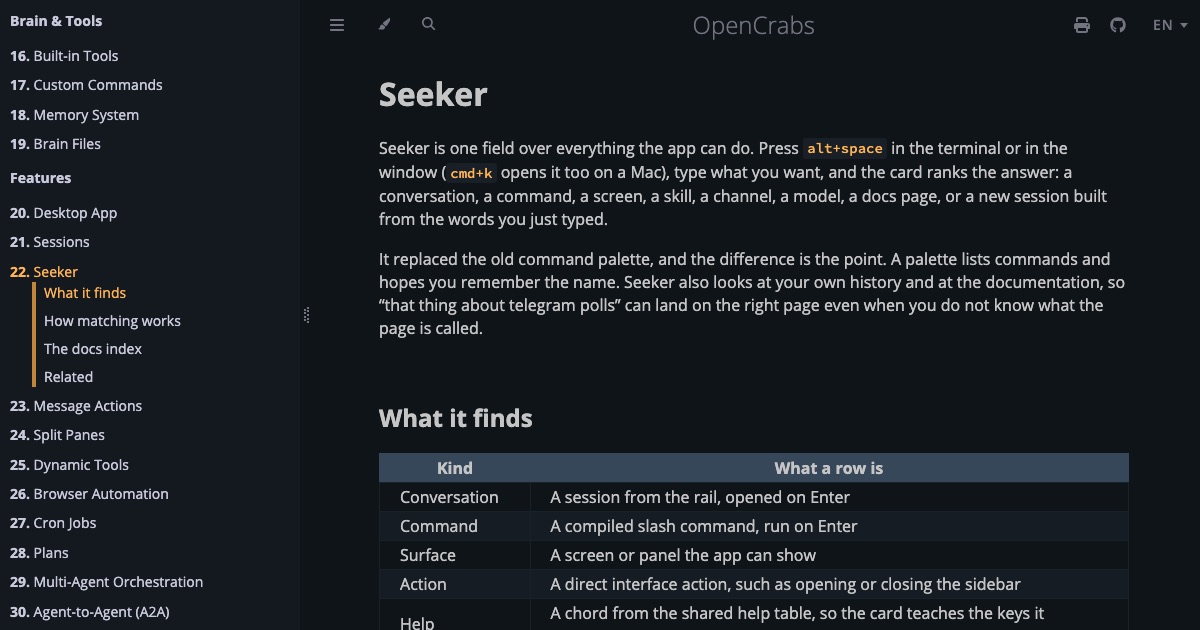 Brain & Tools
16. Built-in Tools
17. Custom Commands
18. Memory System
19. Brain Files
Features
20. Desktop App
21. Sessions
22. Seeker
What it finds
How matching works
The docs index
Related
23. Message Actions
24. Split Panes
25. Dynamic Tools
26. Browser Automation
27. Cron Jobs
28. Plans
29. Multi-Agent Orchestration
30. Agent-to-Agent (A2A)
OpenCrabs
EN
Seeker
Seeker is one field over everything the app can do. Press alt+space in the terminal or in the
window ( cmd+k opens it too on a Mac), type what you want, and the card ranks the answer: a
conversation, a command, a screen, a skill, a channel, a model, a docs page, or a new session built
from the words you just typed.
It replaced the old command palette, and the difference is the point. A palette lists commands and
hopes you remember the name. Seeker also looks at your own history and at the documentation, so
“that thing about telegram polls” can land on the right page even when you do not know what the
page is called.
What it finds
Kind What a row is
Conversation A session from the rail, opened on Enter
Command A compiled slash command, run on Enter
Surface A screen or panel the app can show
Action A direct interface action, such as opening or closing the sidebar
Help A chord from the shared help table, so the card teaches the keys it